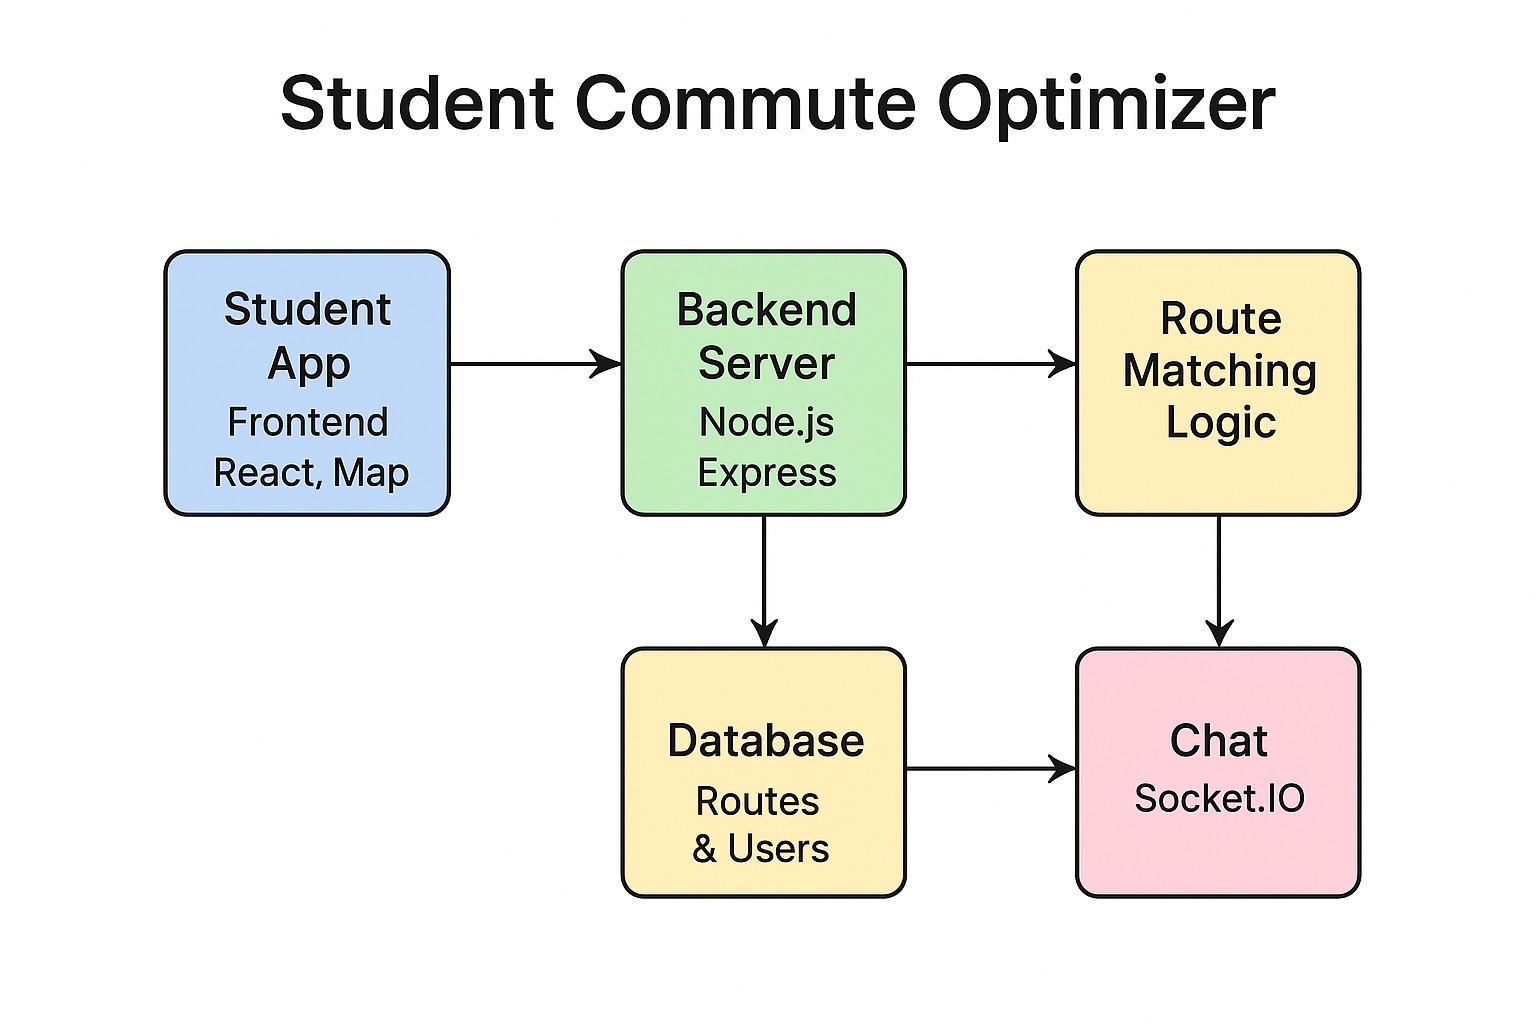 Student Commute Optimizer
Student
App
Frontend
React, Map
Backend
Server
Node.js
Express
Route
Matching
Logic
Database
Routes
& Users
Chat
Socket.IO